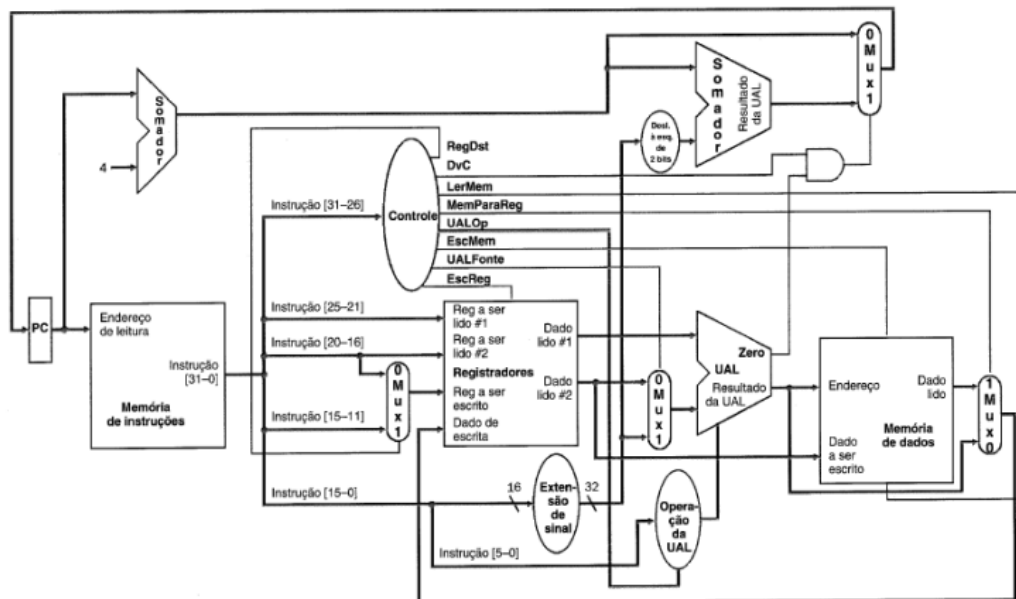 0
M
u
x
1
Somador
4
Somador
Resultado
da UAL
Desl.
à esq.
de
2 bits
RegDst
DvC
LerMem
MemParaReg
UALOp
EscMem
UALFonte
EscReg
Controle
Instrução [31–26]
PC
Endereço
de leitura
Instrução
[31–0]
Memória
de instruções
Instrução [25–21]
Instrução [20–16]
Instrução [15–11]
Instrução [15–0]
Instrução [5–0]
0
M
u
x
1
Reg a ser
lido #1
Reg a ser
lido #2
Registradores
Reg a ser
escrito
Dado de
escrita
Dado
lido #1
Dado
lido #2
16
Exten-
são de
sinal
32
0
M
u
x
1
Zero
UAL
Resultado
da UAL
Opera-
ção da
UAL
Endereço
Dado
lido
Memória
de dados
Dado
a ser
escrito
1
M
u
x
0